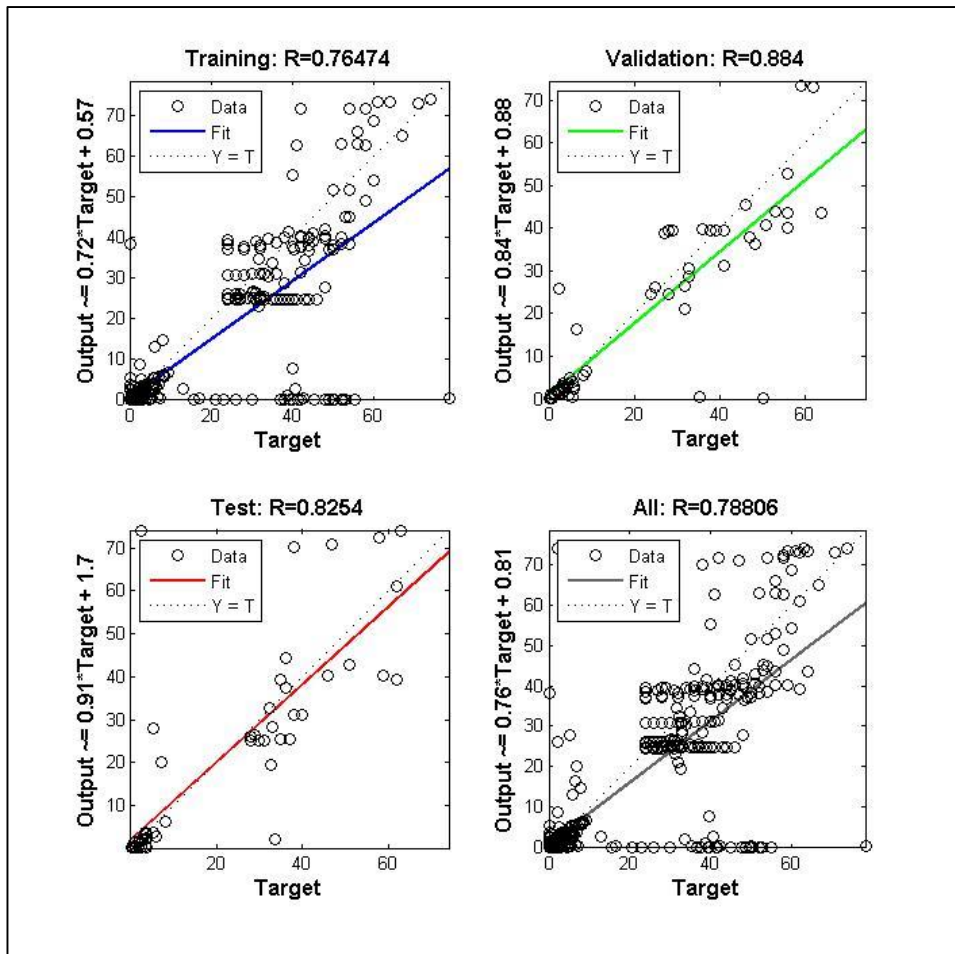 Training: R=0.76474
Output ~= 0.72*Target + 0.57
Data
Fit
Y = T
70
60
50
40
30
20
10
0
0
20
40
60
Target
Validation: R=0.884
Output ~= 0.84*Target + 0.88
Data
Fit
Y = T
70
60
50
40
30
20
10
0
0
20
40
60
Target
Test: R=0.8254
Output ~= 0.91*Target + 1.7
Data
Fit
Y = T
70
60
50
40
30
20
10
0
20
40
60
Target
All: R=0.78806
Output ~= 0.76*Target + 0.81
Data
Fit
Y = T
70
60
50
40
30
20
10
0
0
20
40
60
Target